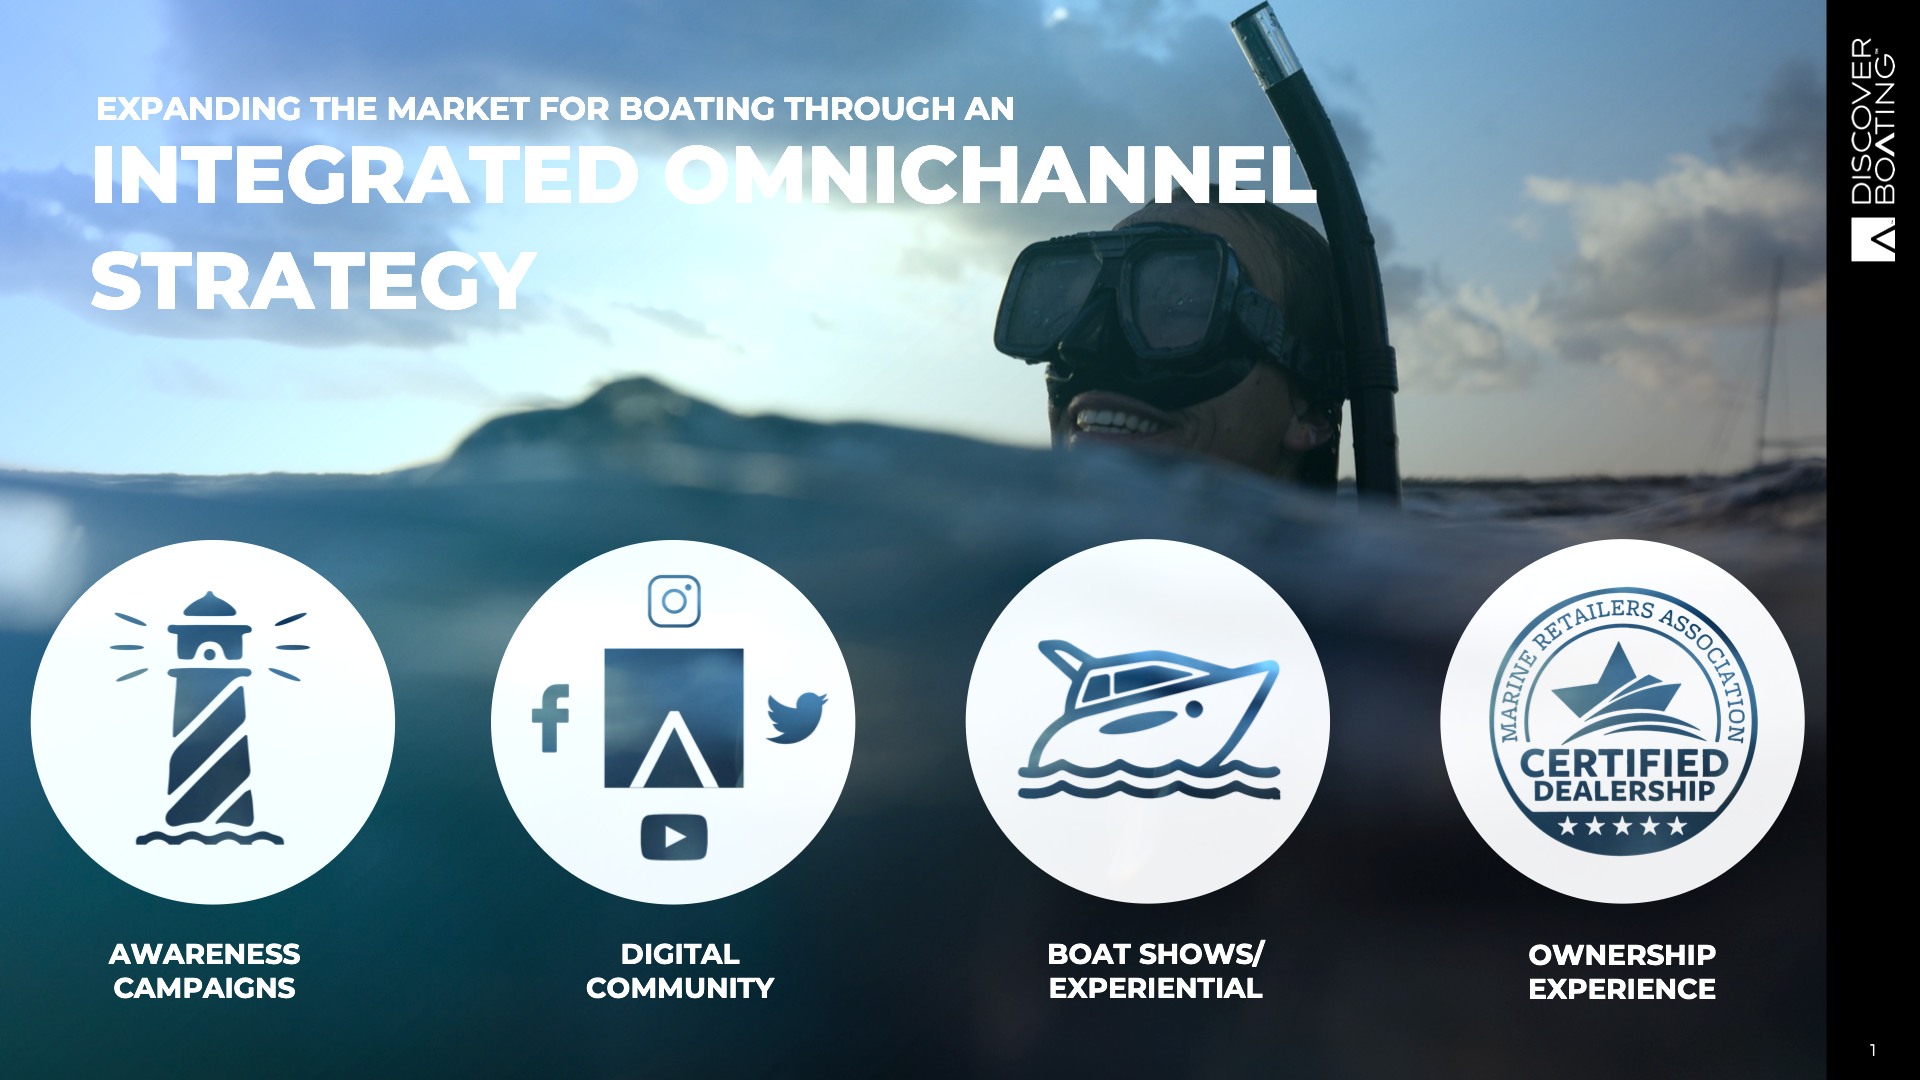 EXPANDING THE MARKET FOR BOATING THROUGH AN
INTEGRATED OMNICHANNEL
STRATEGY
DISCOVER
BOATING™
MARINE RETAILERS ASSOCIATION
CERTIFIED
DEALERSHIP
AWARENESS
CAMPAIGNS
DIGITAL
COMMUNITY
BOAT SHOWS/
EXPERIENTIAL
OWNERSHIP
EXPERIENCE
1